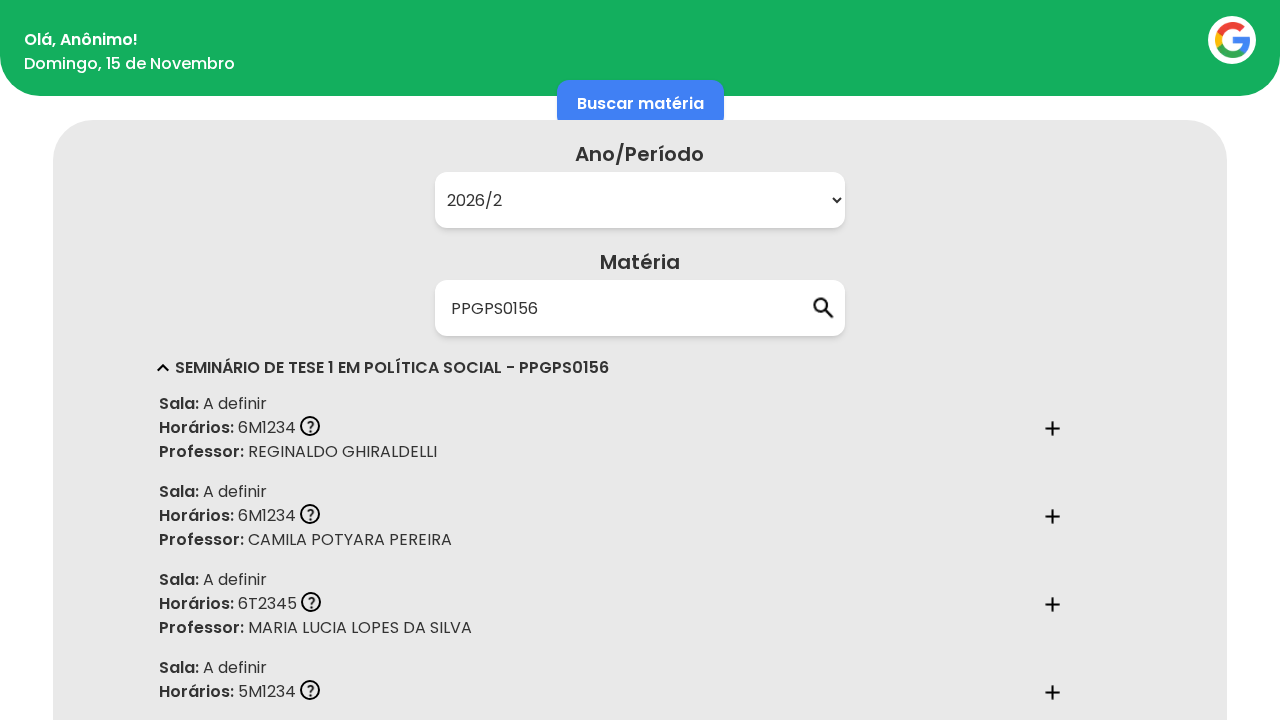 Olá, Anônimo!
Domingo, 15 de Novembro
Buscar matéria
Ano/Período
2026/2
Matéria
PPGPS0156
SEMINÁRIO DE TESE 1 EM POLÍTICA SOCIAL - PPGPS0156
Sala: A definir
Horários: 6M1234
Professor: REGINALDO GHIRALDELLI
Sala: A definir
Horários: 6M1234
Professor: CAMILA POTYARA PEREIRA
Sala: A definir
Horários: 6T2345
Professor: MARIA LUCIA LOPES DA SILVA
Sala: A definir
Horários: 5M1234